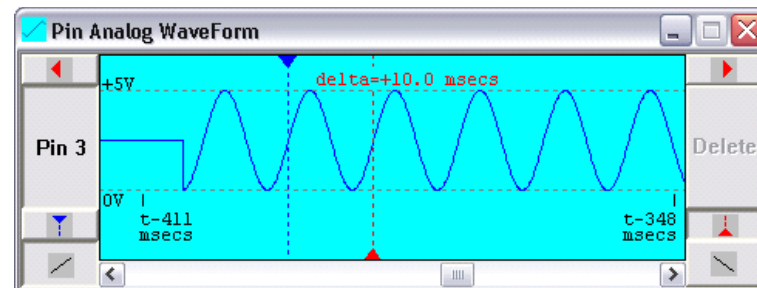 Pin Analog WaveForm
+5V
delta=+10.0 msecs
Pin 3
Delete
0V
t-411
msecs
t-348
msecs